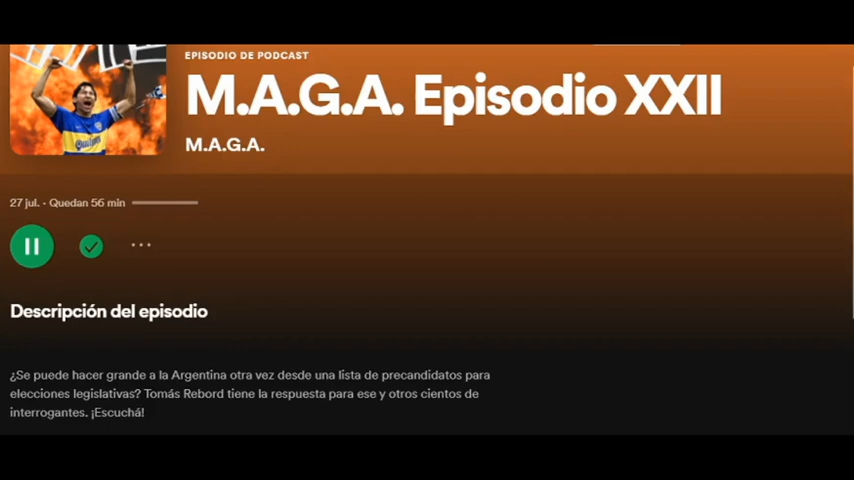 EPISODIO DE PODCAST
M.A.G.A. Episodio XXII
M.A.G.A.
27 jul. - Quedan 56 min
Descripción del episodio
¿Se puede hacer grande a la Argentina otra vez desde una lista de precandidatos para
elecciones legislativas? Tomás Rebord tiene la respuesta para ese y otros cientos de
interrogantes. ¡Escuchá!